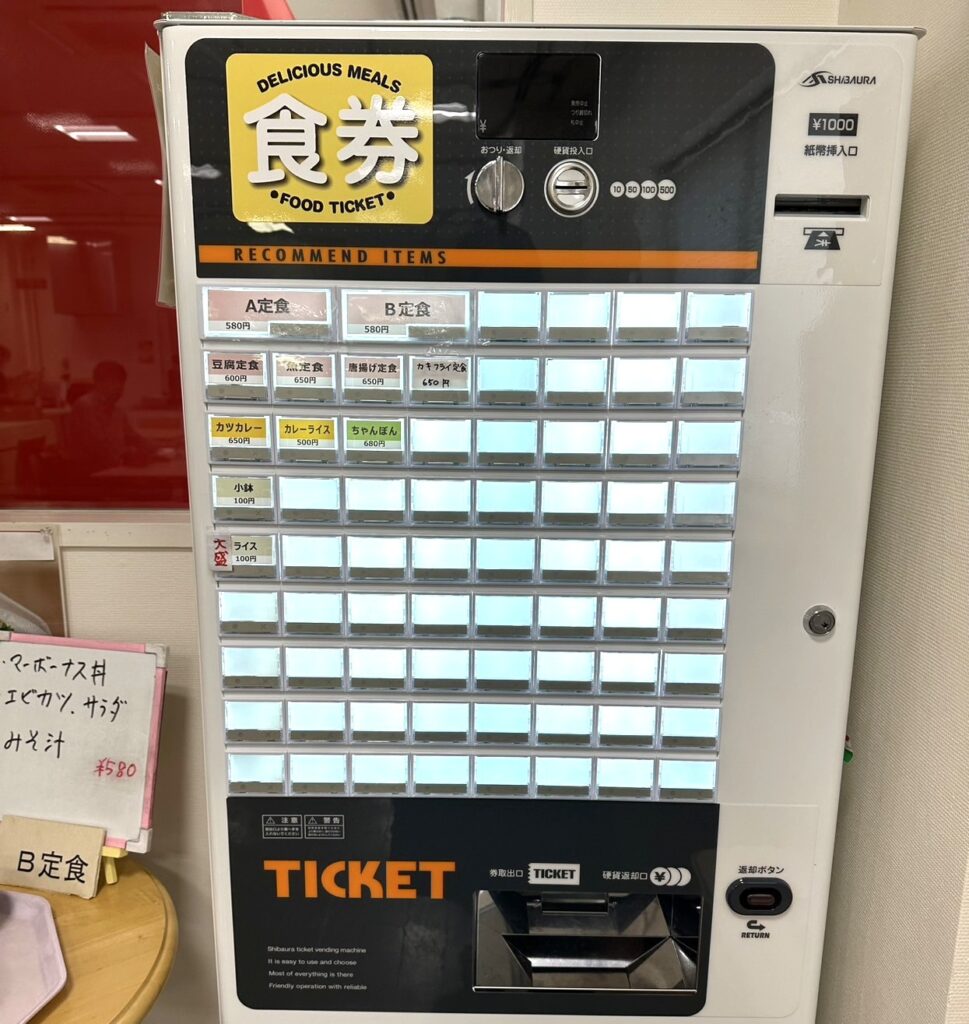 DELICIOUS MEALS
食券
•FOOD TICKET•
おつり・返却
硬貨投入口
10 50 100 500
SHIBAURA
¥1000
紙幣挿入口
RECOMMEND ITEMS
A定食
580円
B定食
580円
豆腐定食
600円
魚定食
650円
唐揚げ定食
650円
カキフライ定食
650円
カツカレー
650円
カレーライス
500円
ちゃんぽん
680円
小鉢
100円
大盛
ライス
100円
・マーボーナス丼
エビカツ、サラダ
みそ汁
¥580
B定食
注意
警告
TICKET
券取出口
TICKET
硬貨返却口
¥
返却ボタン
RETURN
Shibaura ticket vending machine
It is easy to use and choose
Most of everything is there
Friendly operation with reliable